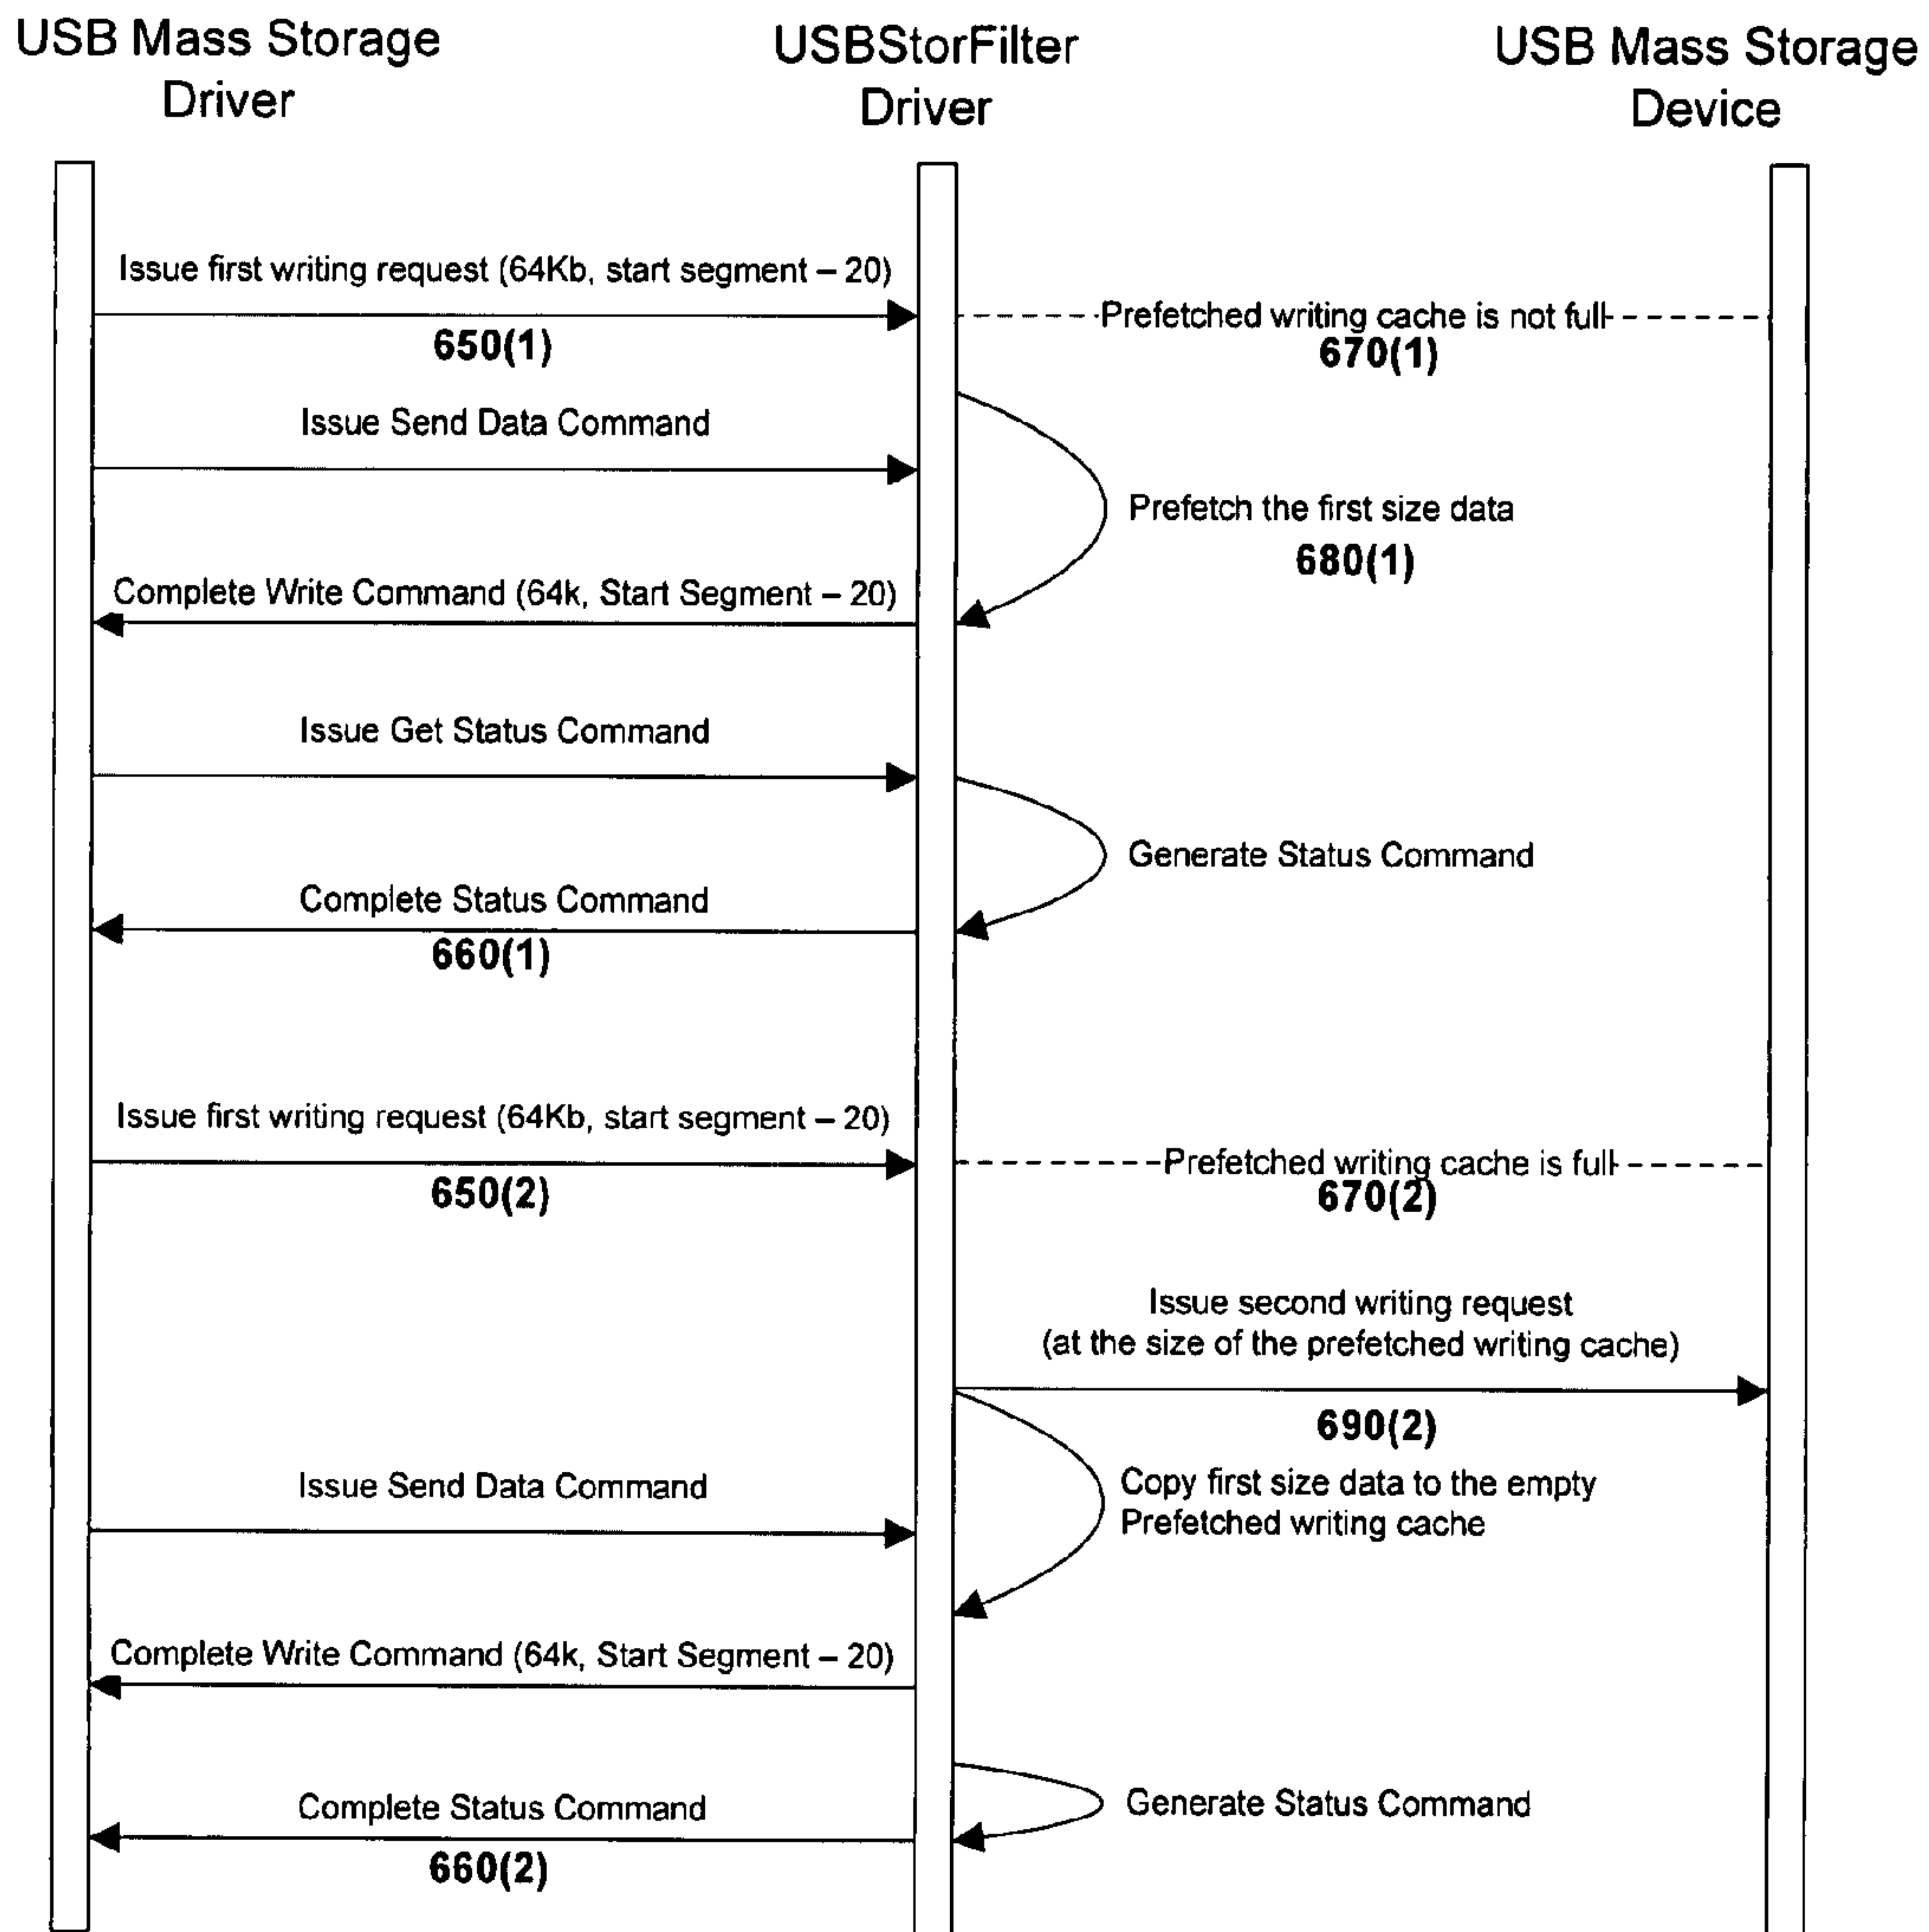 USB Mass Storage
Driver
USBStorFilter
Driver
USB Mass Storage
Device
Issue first writing request (64Kb, start segment – 20)
650(1)
Prefetched writing cache is not full
670(1)
Issue Send Data Command
Prefetch the first size data
680(1)
Complete Write Command (64k, Start Segment – 20)
Issue Get Status Command
Generate Status Command
Complete Status Command
660(1)
Issue first writing request (64Kb, start segment – 20)
650(2)
Prefetched writing cache is full
670(2)
Issue second writing request
(at the size of the prefetched writing cache)
690(2)
Issue Send Data Command
Copy first size data to the empty
Prefetched writing cache
Complete Write Command (64k, Start Segment – 20)
Generate Status Command
Complete Status Command
660(2)